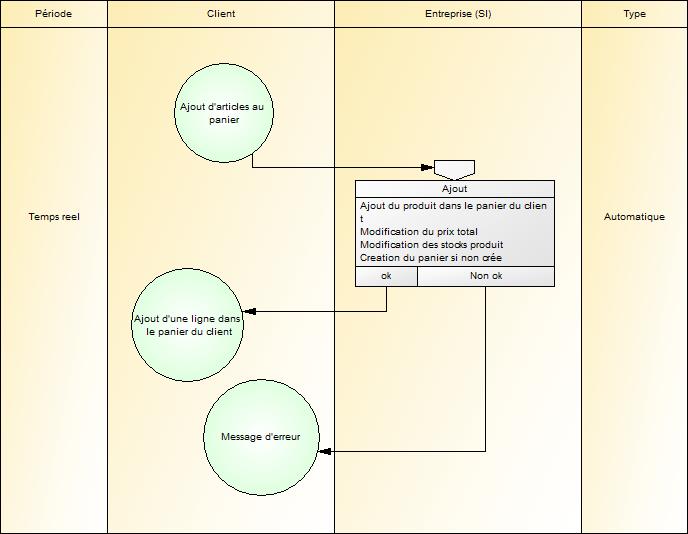 Période
Client
Entreprise (SI)
Type
Ajout d'articles au
panier
Ajout
Ajout du produit dans le panier du clien
t
Modification du prix total
Modification des stocks produit
Creation du panier si non crée
ok
Non ok
Temps reel
Automatique
Ajout d'une ligne dans
le panier du client
Message d'erreur